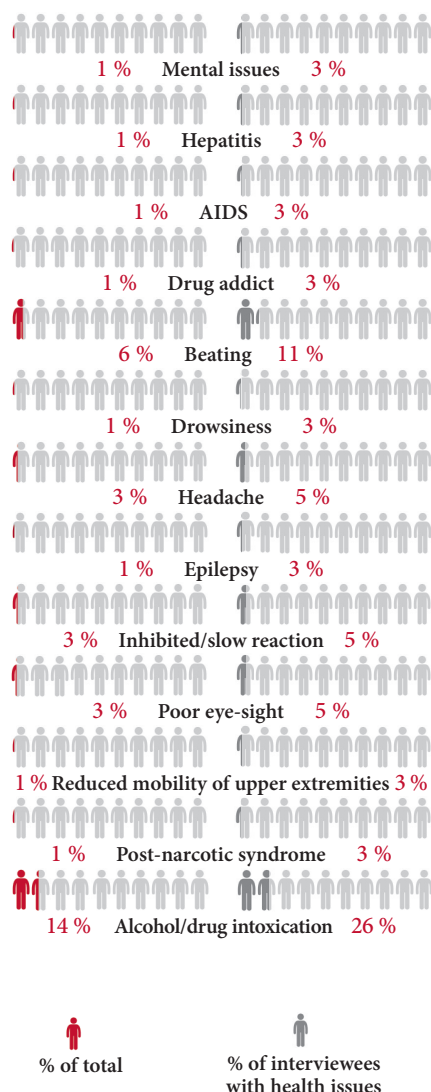 1 % Mental issues 3 %
1 % Hepatitis 3 %
1 % AIDS 3 %
1 % Drug addict 3 %
6 % Beating 11 %
1 % Drowsiness 3 %
3 % Headache 5 %
1 % Epilepsy 3 %
3 % Inhibited/slow reaction 5 %
3 % Poor eye-sight 5 %
1 % Reduced mobility of upper extremities 3 %
1 % Post-narcotic syndrome 3 %
14 % Alcohol/drug intoxication 26 %
% of total
% of interviewees
with health issues